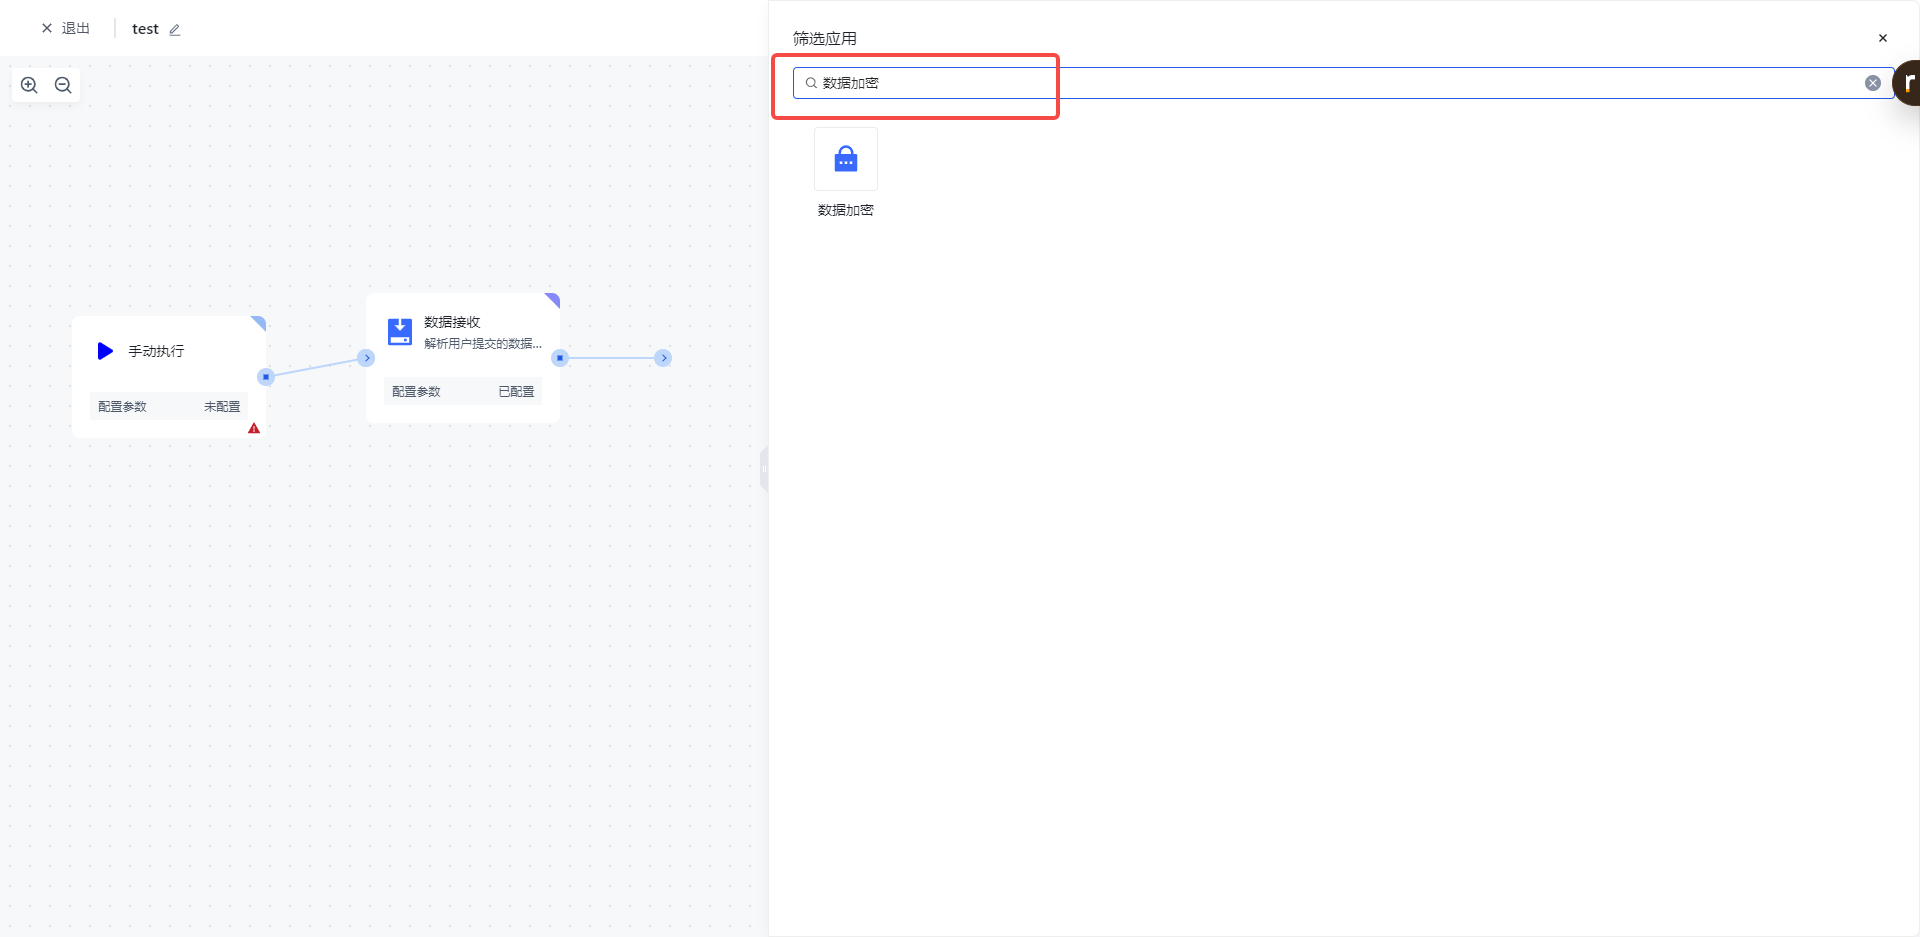 退出
test
筛选应用
数据加密
数据加密
手动执行
配置参数 未配置
数据接收
解析用户提交的数据...
配置参数 已配置
r